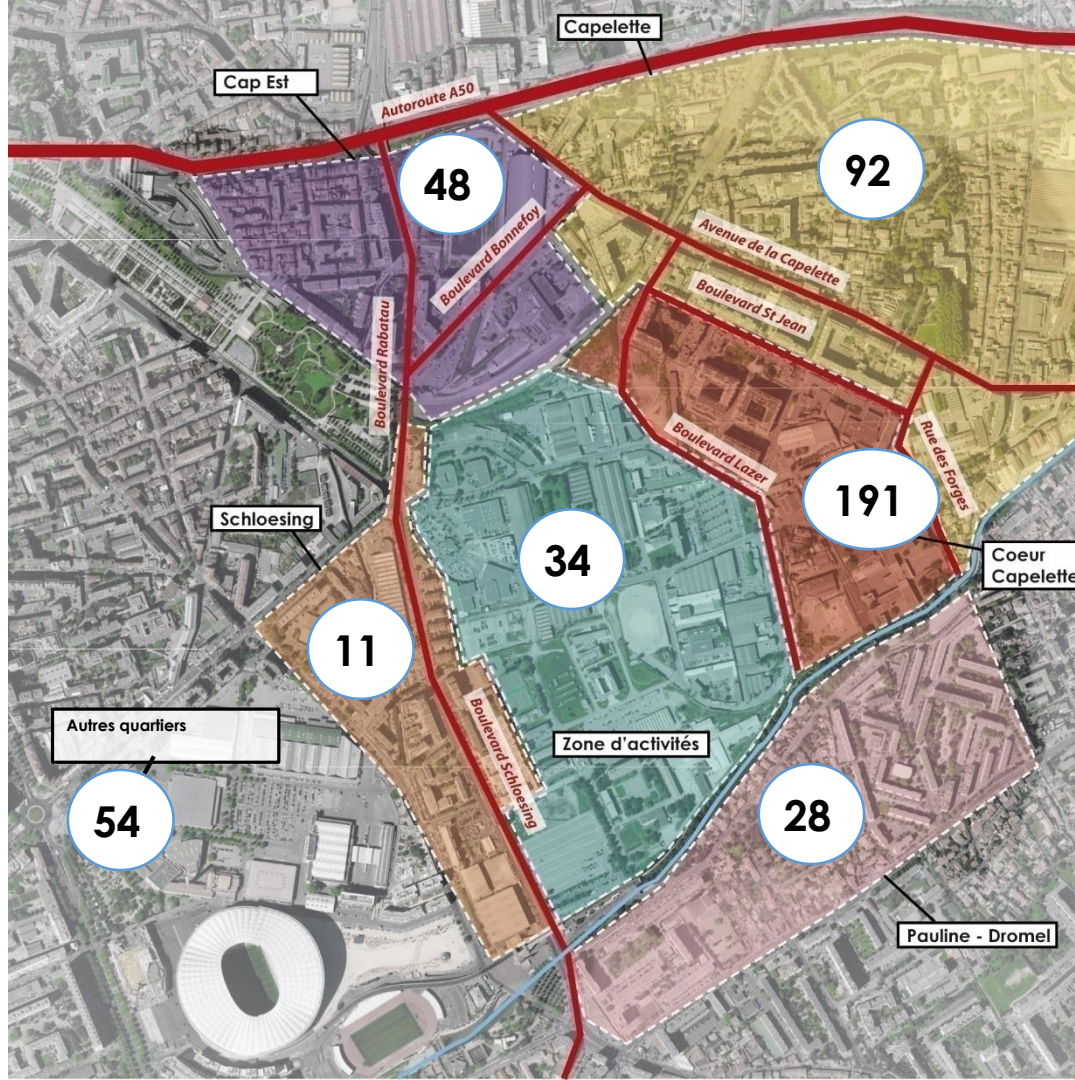 Capelette
Cap Est
Autoroute A50
48
92
Boulevard Bonnefoy
Avenue de la Capelette
Boulevard St Jean
Boulevard Rabatau
Rue des Forges
Boulevard Lazer
191
Schloesing
34
Coeur
Capelette
11
Boulevard Schloesing
Autres quartiers
Zone d'activités
54
28
Pauline - Dromel